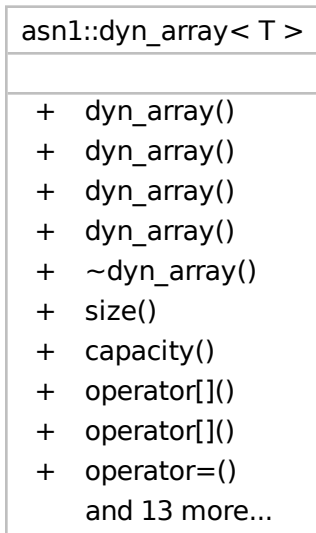 asn1::dyn_array< T >
+ dyn_array()
+ dyn_array()
+ dyn_array()
+ dyn_array()
+ ~dyn_array()
+ size()
+ capacity()
+ operator[]()
+ operator[]()
+ operator=()
and 13 more...